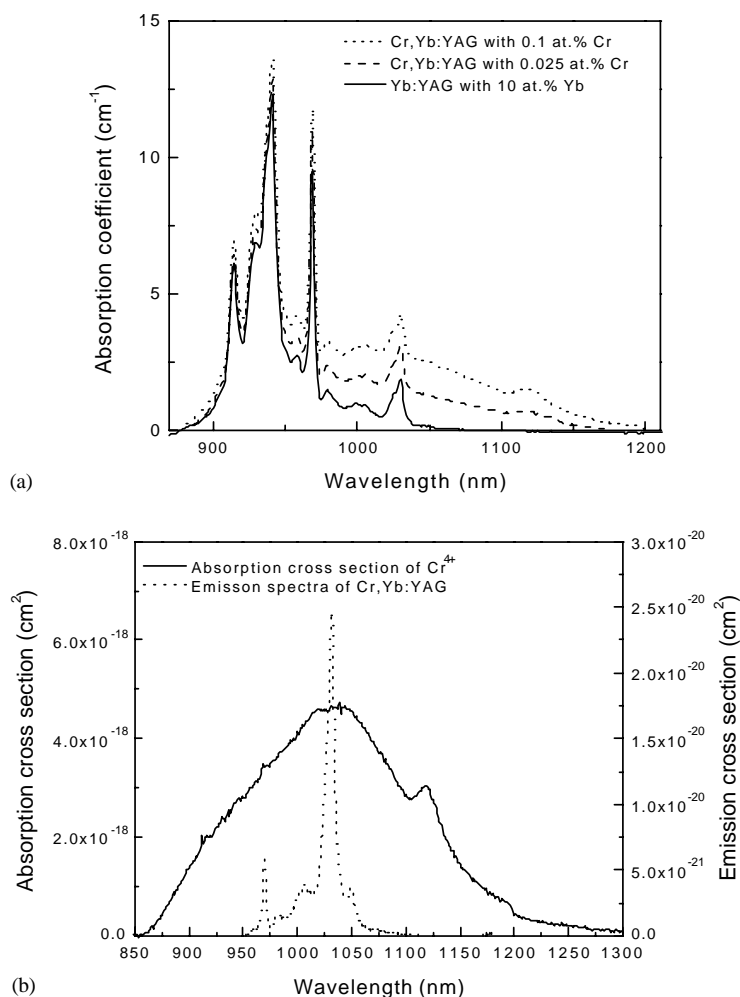 Cr,Yb:YAG with 0.1 at.% Cr
Cr,Yb:YAG with 0.025 at.% Cr
Yb:YAG with 10 at.% Yb
15
10
5
0
Absorption coefficient (cm⁻¹)
900 1000 1100 1200
Wavelength (nm)
(a)
8.0x10⁻¹⁸
6.0x10⁻¹⁸
4.0x10⁻¹⁸
2.0x10⁻¹⁸
0.0
Absorption cross section (cm²)
Absorption cross section of Cr⁴⁺
Emisson spectra of Cr,Yb:YAG
3.0x10⁻²⁰
2.5x10⁻²⁰
2.0x10⁻²⁰
1.5x10⁻²⁰
1.0x10⁻²⁰
5.0x10⁻²¹
0.0
Emission cross section (cm²)
850 900 950 1000 1050 1100 1150 1200 1250 1300
Wavelength (nm)
(b)